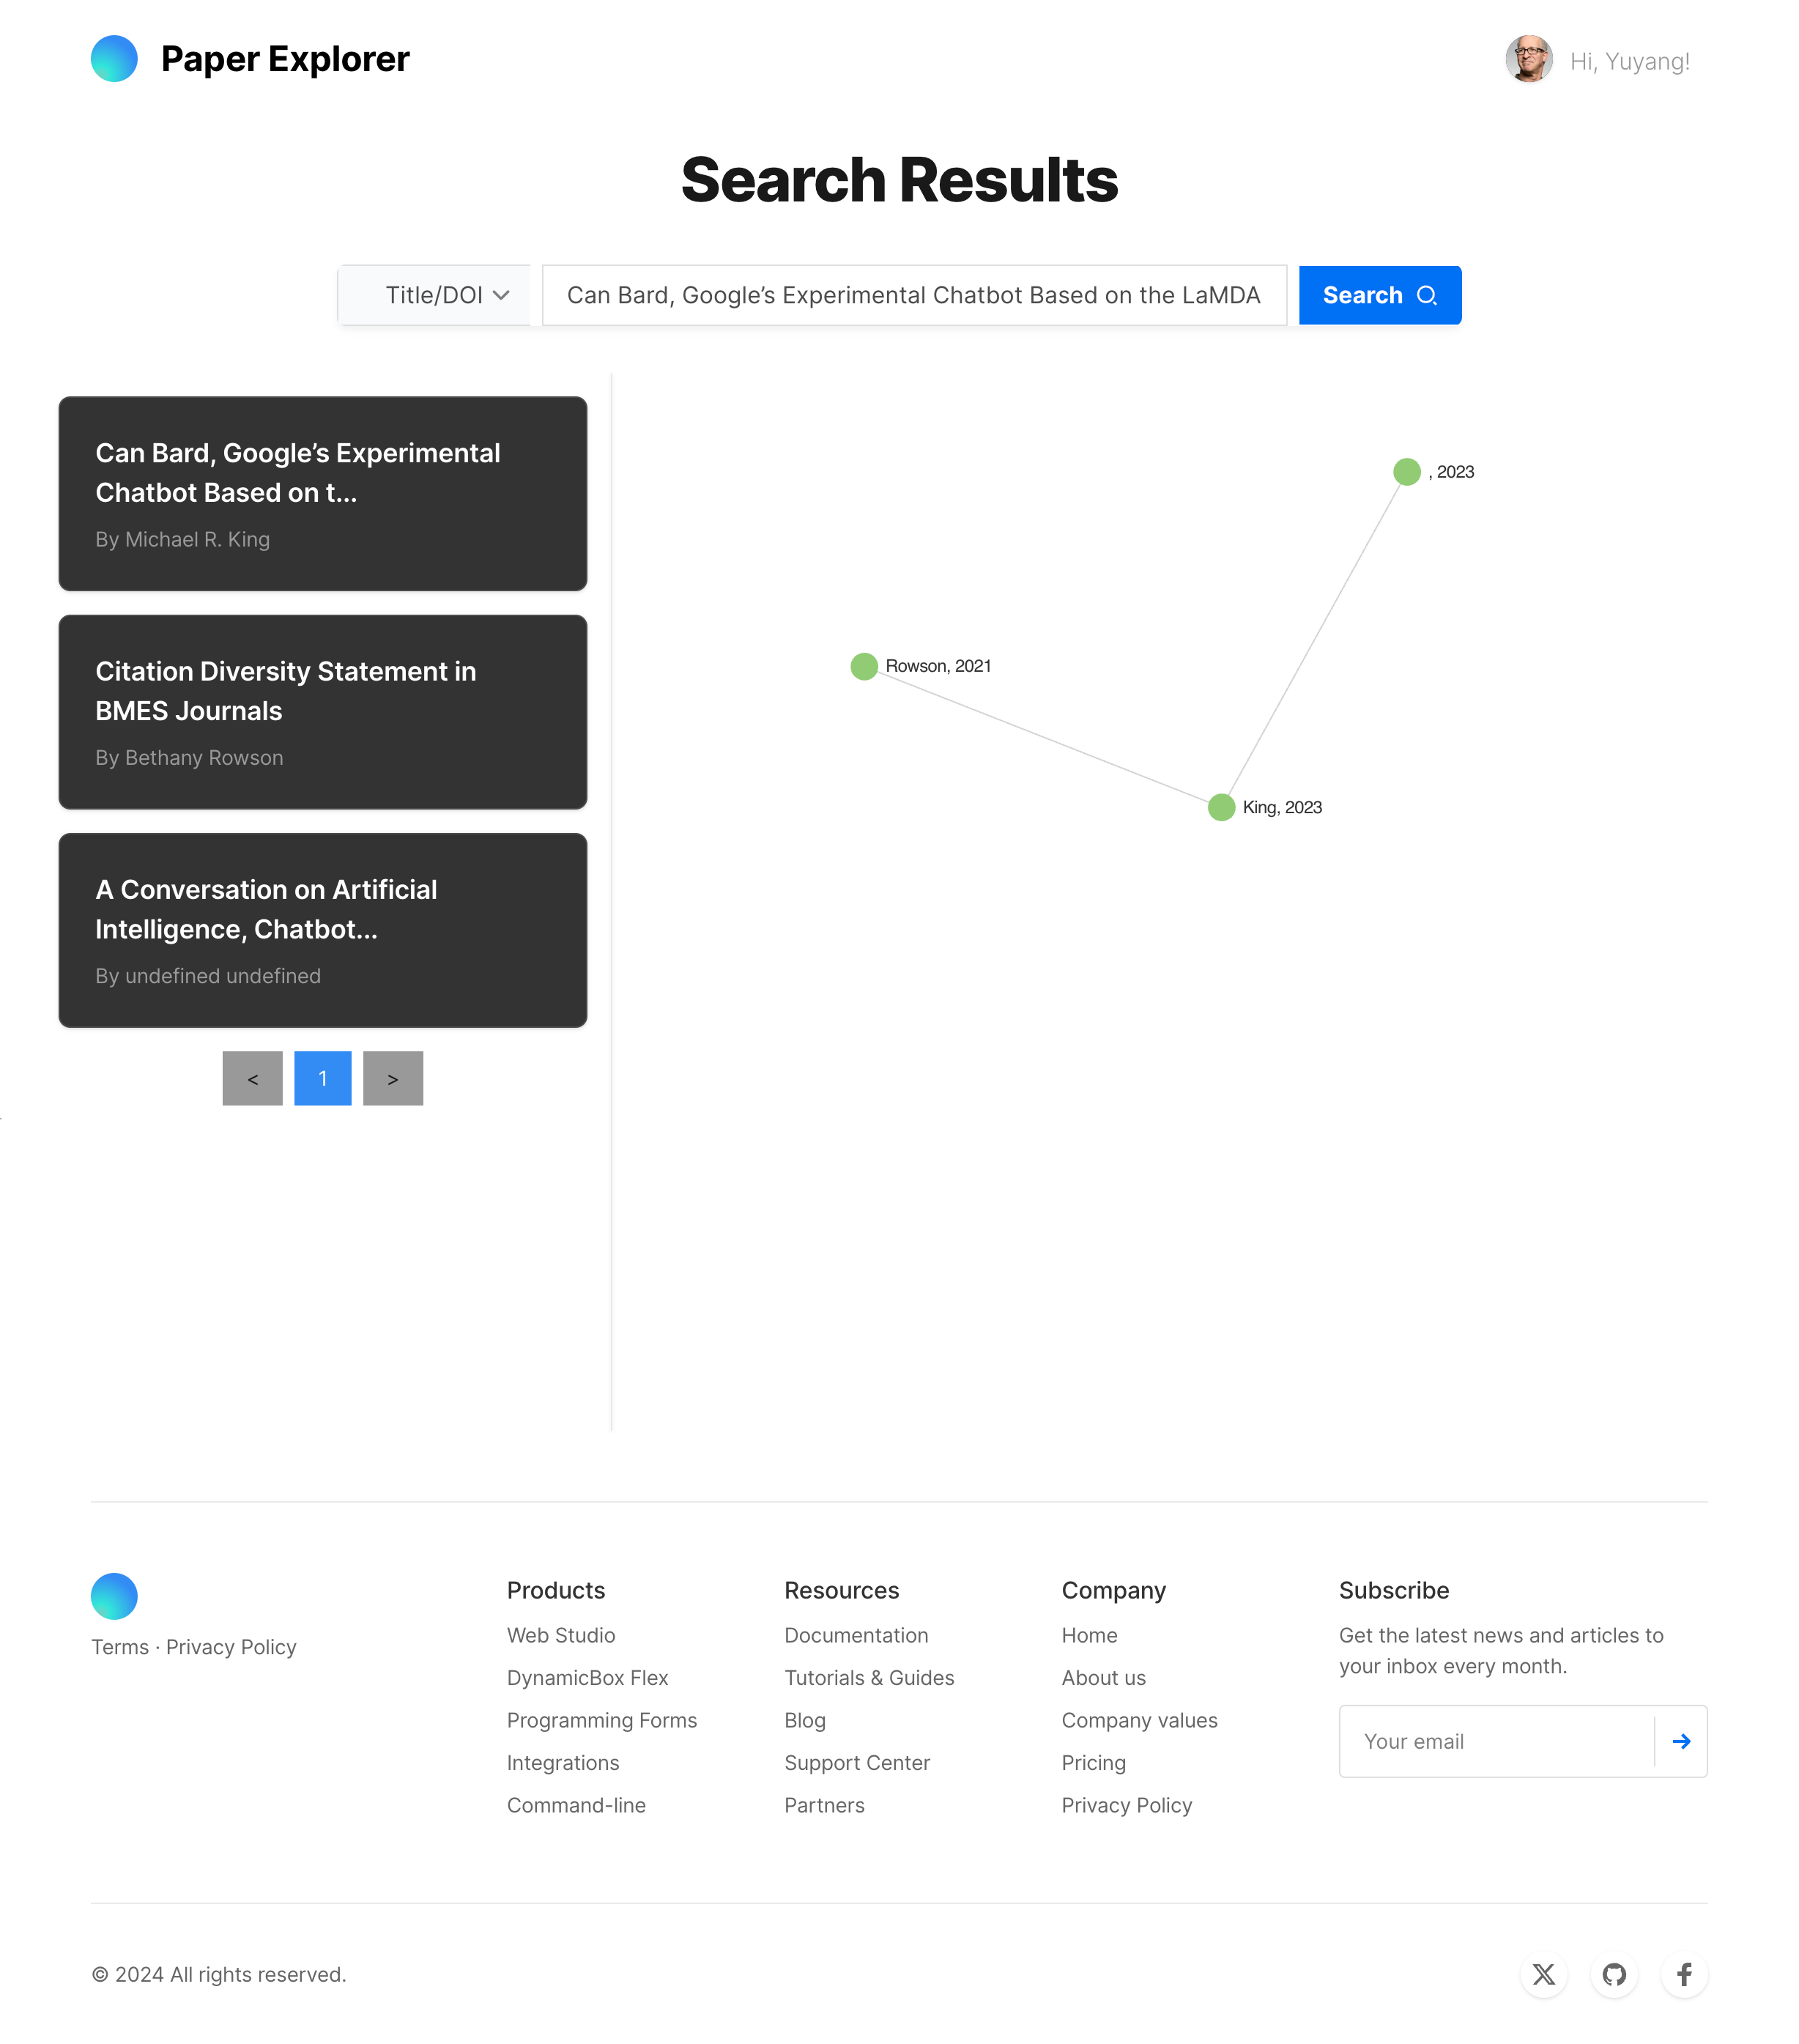 Paper Explorer
Hi, Yuyang!
Search Results
Title/DOI
Can Bard, Google’s Experimental Chatbot Based on the LaMDA
Search
Can Bard, Google’s Experimental
Chatbot Based on t...
By Michael R. King
Citation Diversity Statement in
BMES Journals
By Bethany Rowson
A Conversation on Artificial
Intelligence, Chatbot...
By undefined undefined
<
1
>
, 2023
Rowson, 2021
King, 2023
Terms · Privacy Policy
Products
Web Studio
DynamicBox Flex
Programming Forms
Integrations
Command-line
Resources
Documentation
Tutorials & Guides
Blog
Support Center
Partners
Company
Home
About us
Company values
Pricing
Privacy Policy
Subscribe
Get the latest news and articles to
your inbox every month.
Your email
© 2024 All rights reserved.